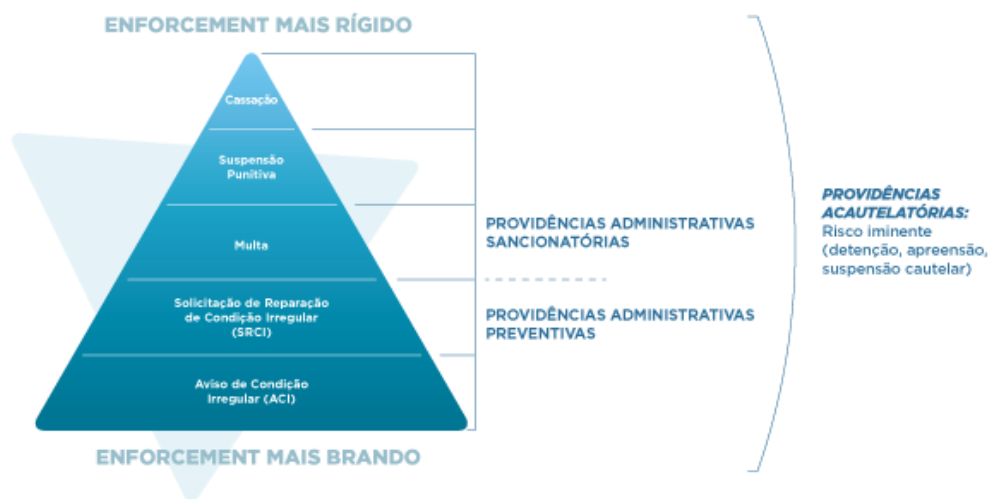 ENFORCEMENT MAIS RÍGIDO
Cassação
Suspensão
Punitiva
Multa
Solicitação de Reparação
de Condição Irregular
(SRCI)
Aviso de Condição
Irregular (ACI)
ENFORCEMENT MAIS BRANDO
PROVIDÊNCIAS ADMINISTRATIVAS
SANCIONATÓRIAS
PROVIDÊNCIAS ADMINISTRATIVAS
PREVENTIVAS
PROVIDÊNCIAS
ACAUTELATÓRIAS:
Risco iminente
(detenção, apreensão,
suspensão cautelar)